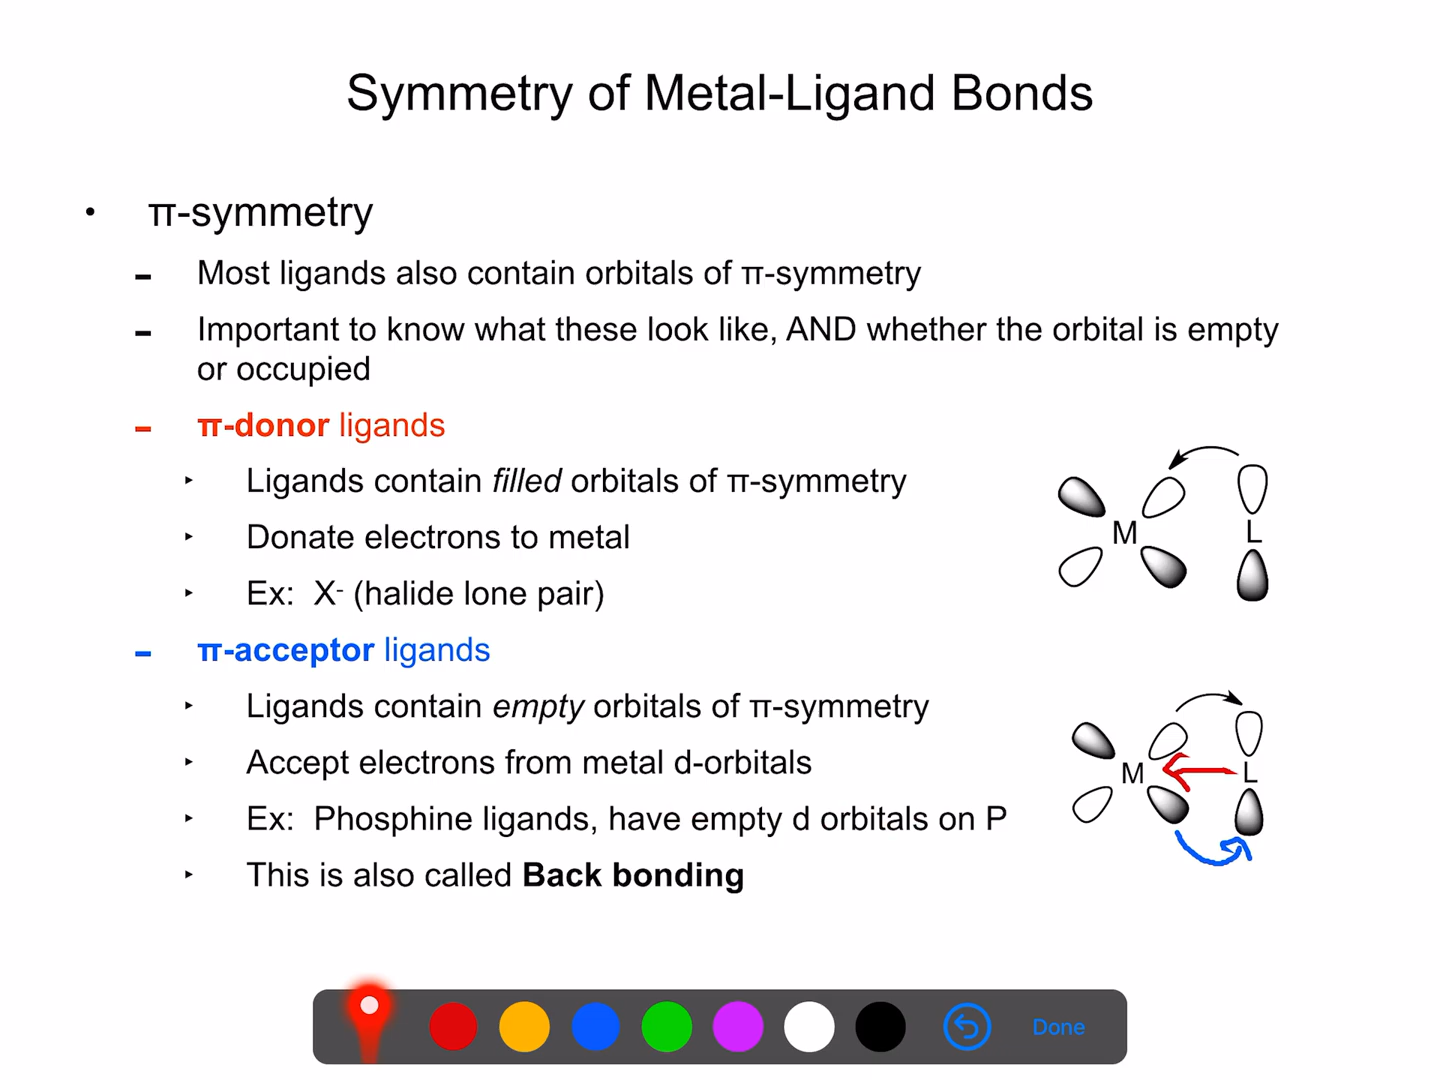 Symmetry of Metal-Ligand Bonds
• π-symmetry
- Most ligands also contain orbitals of π-symmetry
- Important to know what these look like, AND whether the orbital is empty
or occupied
- π-donor ligands
‣ Ligands contain filled orbitals of π-symmetry
‣ Donate electrons to metal
‣ Ex: X- (halide lone pair)
M L
- π-acceptor ligands
‣ Ligands contain empty orbitals of π-symmetry
‣ Accept electrons from metal d-orbitals
‣ Ex: Phosphine ligands, have empty d orbitals on P
‣ This is also called Back bonding
M L
Done